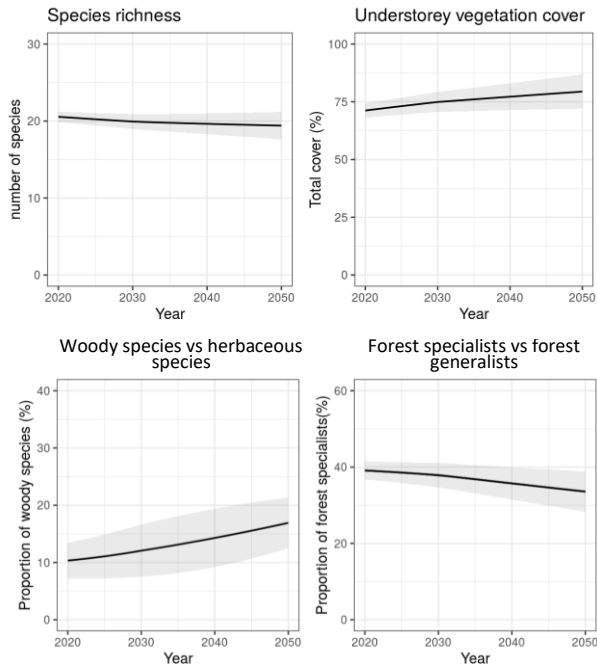 Species richness
number of species
30
20
10
0
2020 2030 2040 2050
Year
Understorey vegetation cover
Total cover (%)
100
75
50
25
0
2020 2030 2040 2050
Year
Woody species vs herbaceous
species
Proportion of woody species (%)
40
30
20
10
0
2020 2030 2040 2050
Year
Forest specialists vs forest
generalists
Proportion of forest specialists(%)
60
40
20
0
2020 2030 2040 2050
Year